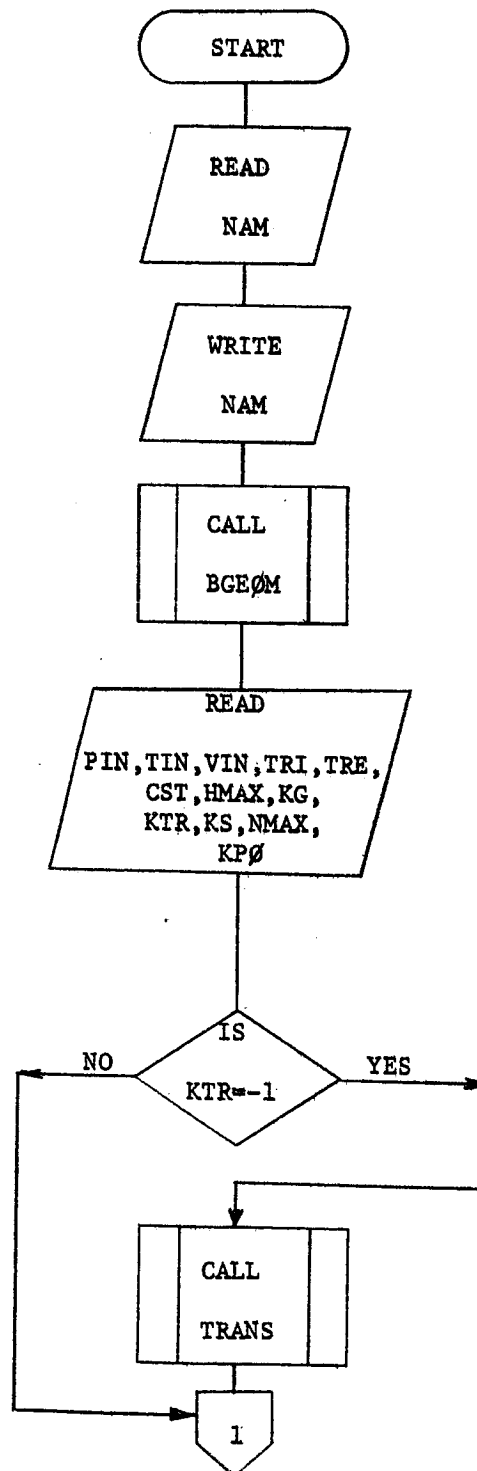 START
READ
NAM
WRITE
NAM
CALL
BGEØM
READ
PIN,TIN,VIN,TRI,TRE,
CST,HMAX,KG,
KTR,KS,NMAX,
KPØ
IS
NO
YES
KTR=-1
CALL
TRANS
1